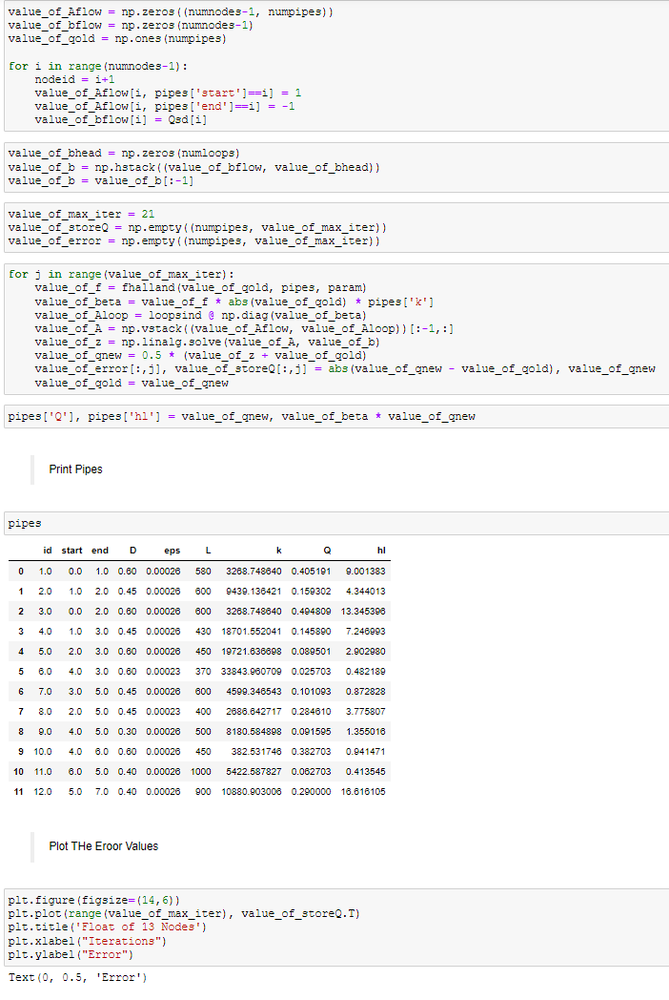 value_of_Aflow = np.zeros((numnodes-1, numpipes))
value_of_bflow = np.zeros(numnodes-1)
value_of_qold = np.ones(numpipes)
for i in range(numnodes-1):
    nodeid = i+1
    value_of_Aflow[i, pipes['start']==i] = 1
    value_of_Aflow[i, pipes['end']==i] = -1
    value_of_bflow[i] = Qsd[i]
value_of_bhead = np.zeros(numloops)
value_of_b = np.hstack((value_of_bflow, value_of_bhead))
value_of_b = value_of_b[:-1]
value_of_max_iter = 21
value_of_storeQ = np.empty((numpipes, value_of_max_iter))
value_of_error = np.empty((numpipes, value_of_max_iter))
for j in range(value_of_max_iter):
    value_of_f = fhalland(value_of_qold, pipes, param)
    value_of_beta = value_of_f * abs(value_of_qold) * pipes['k']
    value_of_Aloop = loopsind @ np.diag(value_of_beta)
    value_of_A = np.vstack((value_of_Aflow, value_of_Aloop))[:-1,:]
    value_of_z = np.linalg.solve(value_of_A, value_of_b)
    value_of_qnew = 0.5 * (value_of_z + value_of_qold)
    value_of_error[:,j], value_of_storeQ[:,j] = abs(value_of_qnew - value_of_qold), value_of_qnew
    value_of_qold = value_of_qnew
pipes['Q'], pipes['hl'] = value_of_qnew, value_of_beta * value_of_qnew
Print Pipes
pipes
id start end D eps L k Q hl
0 1.0 0.0 1.0 0.60 0.00026 580 3268.748640 0.405191 9.001383
1 2.0 1.0 2.0 0.45 0.00026 600 9439.136421 0.159302 4.344013
2 3.0 0.0 2.0 0.60 0.00026 600 3268.748640 0.494809 13.345396
3 4.0 1.0 3.0 0.45 0.00026 430 18701.552041 0.145890 7.246993
4 5.0 2.0 3.0 0.60 0.00026 450 19721.636698 0.089501 2.902980
5 6.0 4.0 3.0 0.60 0.00023 370 33843.960709 0.025703 0.482189
6 7.0 3.0 5.0 0.45 0.00026 600 4599.346543 0.101093 0.872828
7 8.0 2.0 5.0 0.45 0.00023 400 2686.642717 0.284610 3.775807
8 9.0 4.0 5.0 0.30 0.00026 500 8180.584898 0.091595 1.355016
9 10.0 4.0 6.0 0.60 0.00026 450 382.531746 0.382703 0.941471
10 11.0 6.0 5.0 0.40 0.00026 1000 5422.587827 0.062703 0.413545
11 12.0 5.0 7.0 0.40 0.00026 900 10880.903006 0.290000 16.616105
Plot THe Eroor Values
plt.figure(figsize=(14,6))
plt.plot(range(value_of_max_iter), value_of_storeQ.T)
plt.title('Float of 13 Nodes')
plt.xlabel("Iterations")
plt.ylabel("Error")
Text(0, 0.5, 'Error')